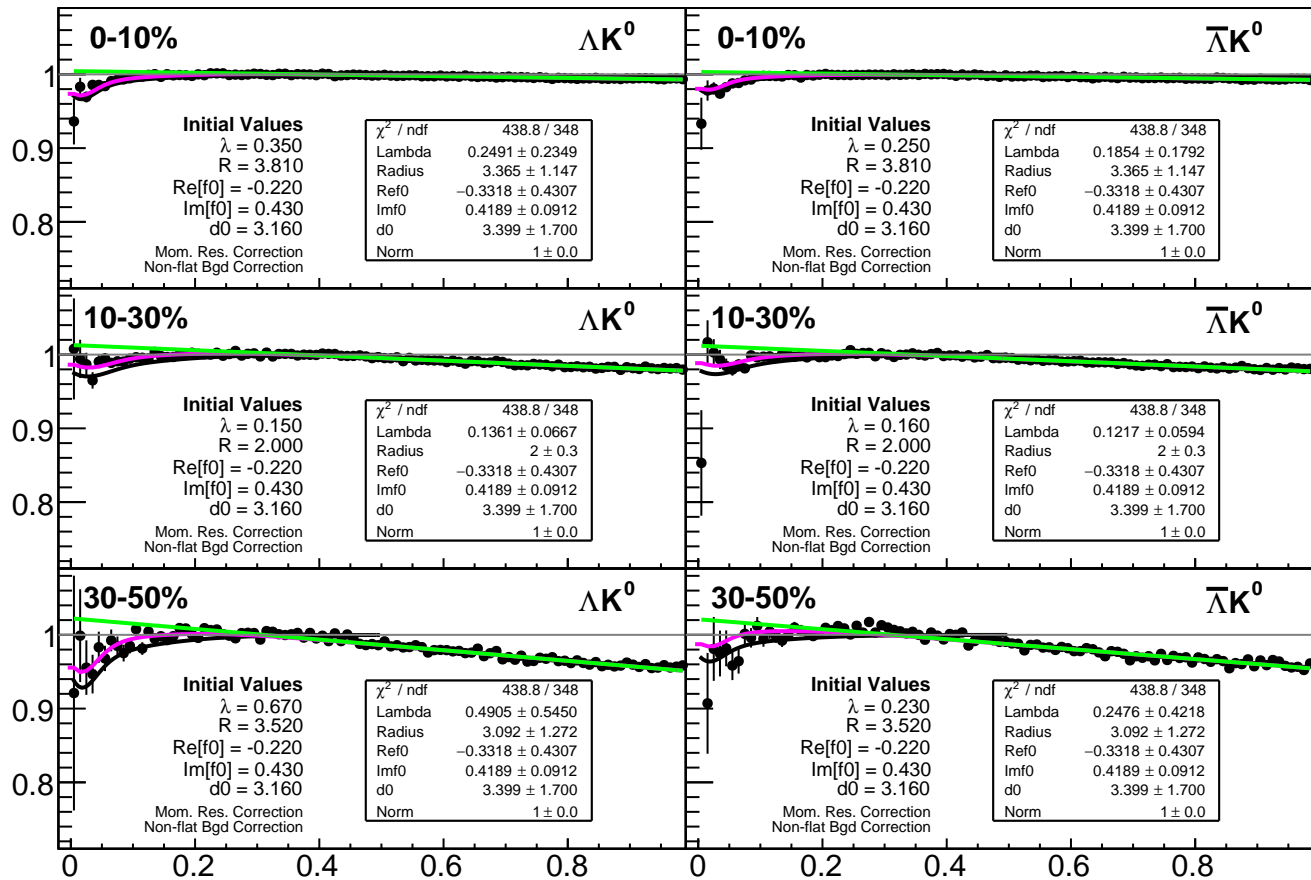 0-10% ΛK⁰
1
0.9
0.8
Initial Values
λ = 0.350
R = 3.810
Re[f0] = -0.220
Im[f0] = 0.430
d0 = 3.160
Mom. Res. Correction
Non-flat Bgd Correction
χ² / ndf 438.8 / 348
Lambda 0.2491 ± 0.2349
Radius 3.365 ± 1.147
Ref0 −0.3318 ± 0.4307
Imf0 0.4189 ± 0.0912
d0 3.399 ± 1.700
Norm 1 ± 0.0
0-10% Λ̅K⁰
Initial Values
λ = 0.250
R = 3.810
Re[f0] = -0.220
Im[f0] = 0.430
d0 = 3.160
Mom. Res. Correction
Non-flat Bgd Correction
χ² / ndf 438.8 / 348
Lambda 0.1854 ± 0.1792
Radius 3.365 ± 1.147
Ref0 −0.3318 ± 0.4307
Imf0 0.4189 ± 0.0912
d0 3.399 ± 1.700
Norm 1 ± 0.0
10-30% ΛK⁰
1
0.9
0.8
Initial Values
λ = 0.150
R = 2.000
Re[f0] = -0.220
Im[f0] = 0.430
d0 = 3.160
Mom. Res. Correction
Non-flat Bgd Correction
χ² / ndf 438.8 / 348
Lambda 0.1361 ± 0.0667
Radius 2 ± 0.3
Ref0 −0.3318 ± 0.4307
Imf0 0.4189 ± 0.0912
d0 3.399 ± 1.700
Norm 1 ± 0.0
10-30% Λ̅K⁰
Initial Values
λ = 0.160
R = 2.000
Re[f0] = -0.220
Im[f0] = 0.430
d0 = 3.160
Mom. Res. Correction
Non-flat Bgd Correction
χ² / ndf 438.8 / 348
Lambda 0.1217 ± 0.0594
Radius 2 ± 0.3
Ref0 −0.3318 ± 0.4307
Imf0 0.4189 ± 0.0912
d0 3.399 ± 1.700
Norm 1 ± 0.0
30-50% ΛK⁰
1
0.9
0.8
Initial Values
λ = 0.670
R = 3.520
Re[f0] = -0.220
Im[f0] = 0.430
d0 = 3.160
Mom. Res. Correction
Non-flat Bgd Correction
χ² / ndf 438.8 / 348
Lambda 0.4905 ± 0.5450
Radius 3.092 ± 1.272
Ref0 −0.3318 ± 0.4307
Imf0 0.4189 ± 0.0912
d0 3.399 ± 1.700
Norm 1 ± 0.0
30-50% Λ̅K⁰
Initial Values
λ = 0.230
R = 3.520
Re[f0] = -0.220
Im[f0] = 0.430
d0 = 3.160
Mom. Res. Correction
Non-flat Bgd Correction
χ² / ndf 438.8 / 348
Lambda 0.2476 ± 0.4218
Radius 3.092 ± 1.272
Ref0 −0.3318 ± 0.4307
Imf0 0.4189 ± 0.0912
d0 3.399 ± 1.700
Norm 1 ± 0.0
0 0.2 0.4 0.6 0.8 0 0.2 0.4 0.6 0.8